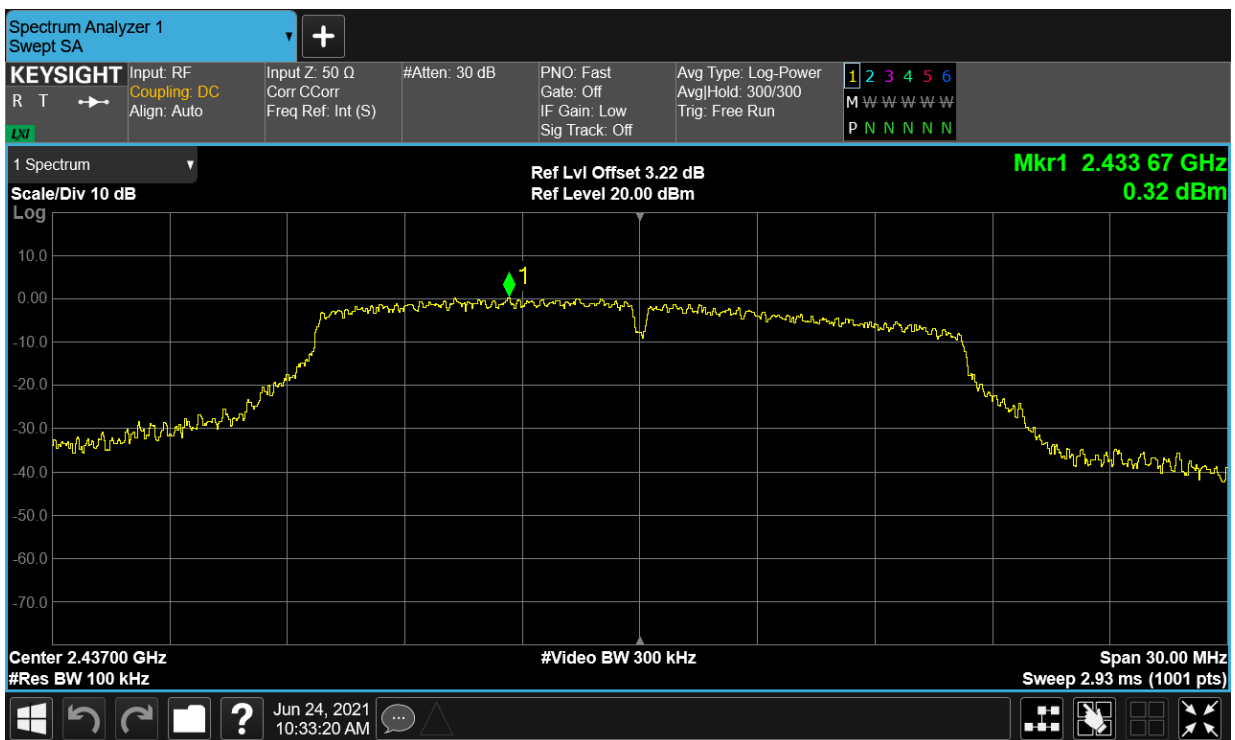 Spectrum Analyzer 1
Swept SA
KEYSIGHT
R T
LXI
Input: RF
Coupling: DC
Align: Auto
Input Z: 50 Ω
Corr CCorr
Freq Ref: Int (S)
#Atten: 30 dB
PNO: Fast
Gate: Off
IF Gain: Low
Sig Track: Off
Avg Type: Log-Power
Avg|Hold: 300/300
Trig: Free Run
1 2 3 4 5 6
M W W W W W
P N N N N N
1 Spectrum
Scale/Div 10 dB
Log
Ref Lvl Offset 3.22 dB
Ref Level 20.00 dBm
Mkr1 2.433 67 GHz
0.32 dBm
1
10.0
0.00
-10.0
-20.0
-30.0
-40.0
-50.0
-60.0
-70.0
Center 2.43700 GHz
#Video BW 300 kHz
Span 30.00 MHz
#Res BW 100 kHz
Sweep 2.93 ms (1001 pts)
?
Jun 24, 2021
10:33:20 AM